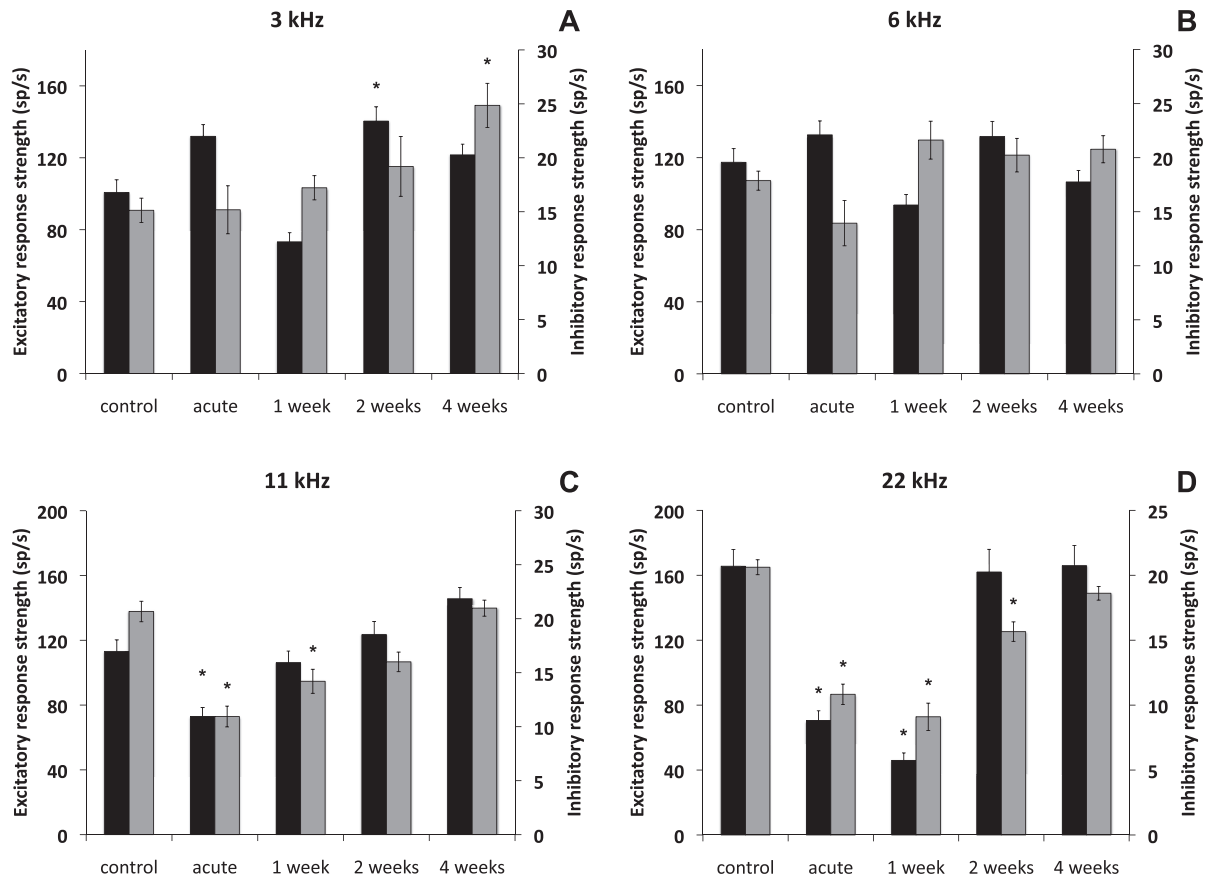 3 kHz
A
Excitatory response strength (sp/s)
160
120
80
40
0
Inhibitory response strength (sp/s)
30
25
20
15
10
5
0
* *
control acute 1 week 2 weeks 4 weeks
6 kHz
B
Excitatory response strength (sp/s)
160
120
80
40
0
Inhibitory response strength (sp/s)
30
25
20
15
10
5
0
control acute 1 week 2 weeks 4 weeks
11 kHz
C
Excitatory response strength (sp/s)
200
160
120
80
40
0
Inhibitory response strength (sp/s)
30
25
20
15
10
5
0
* * *
control acute 1 week 2 weeks 4 weeks
22 kHz
D
Excitatory response strength (sp/s)
200
160
120
80
40
0
Inhibitory response strength (sp/s)
25
20
15
10
5
0
* * * * *
control acute 1 week 2 weeks 4 weeks